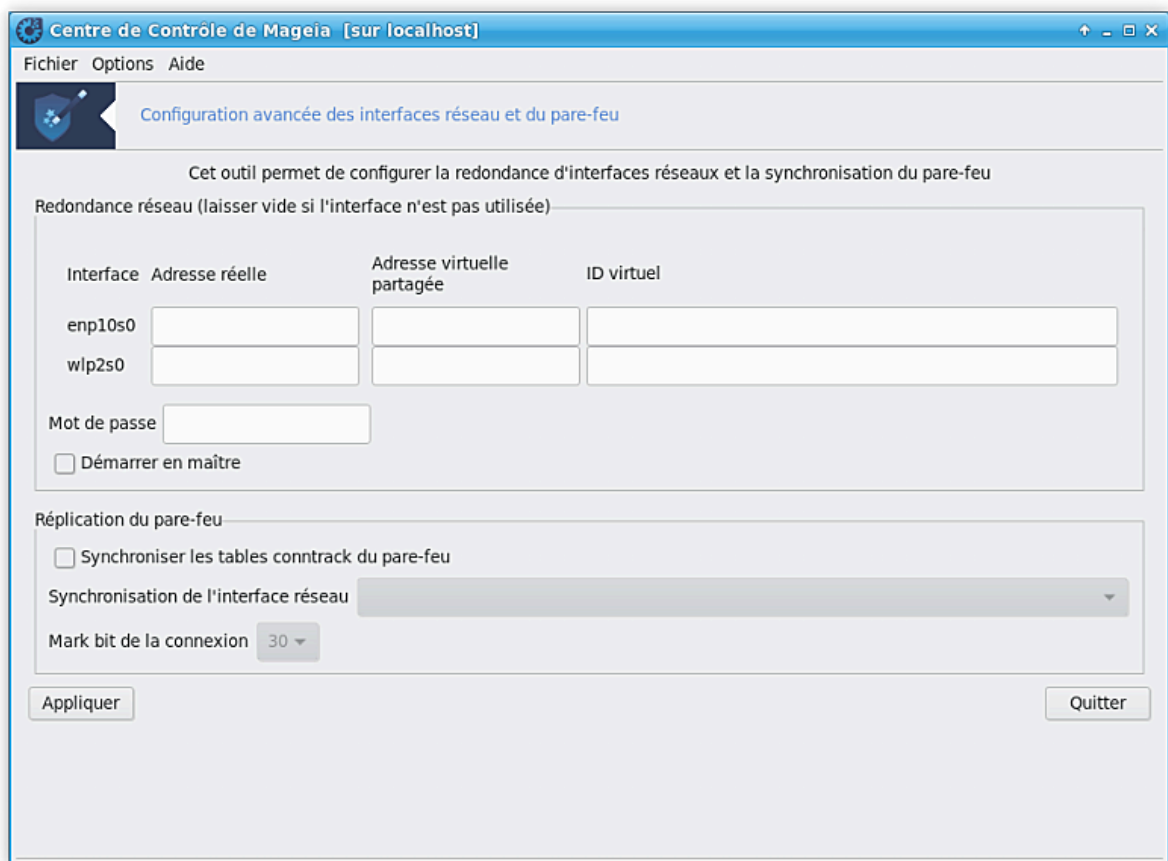 Centre de Contrôle de Mageia [sur localhost]
Fichier Options Aide
Configuration avancée des interfaces réseau et du pare-feu
Cet outil permet de configurer la redondance d'interfaces réseaux et la synchronisation du pare-feu
Redondance réseau (laisser vide si l'interface n'est pas utilisée)
Interface Adresse réelle Adresse virtuelle partagée ID virtuel
enp10s0
wlp2s0
Mot de passe
Démarrer en maître
Réplication du pare-feu
Synchroniser les tables conntrack du pare-feu
Synchronisation de l'interface réseau
Mark bit de la connexion 30
Appliquer Quitter